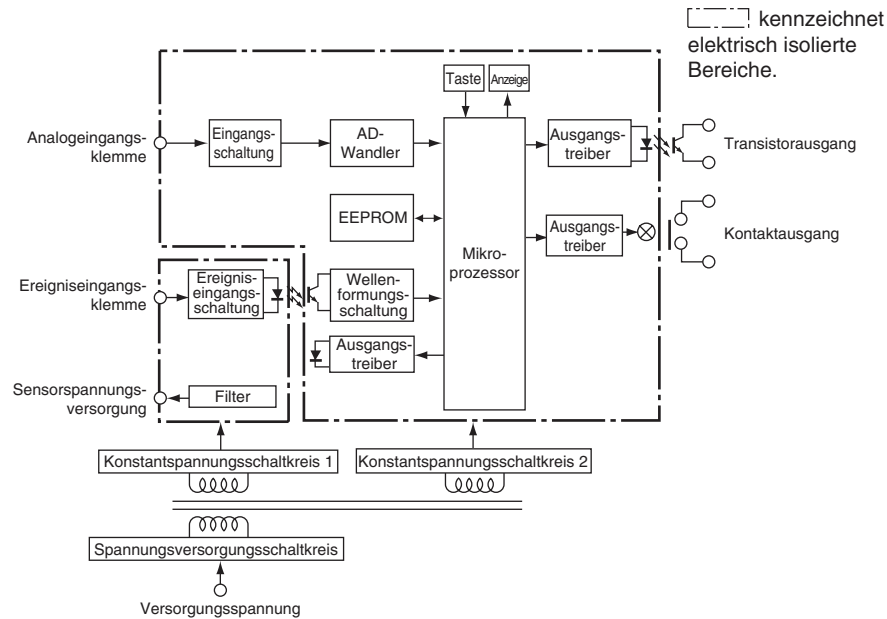 kennzeichnet
elektrisch isolierte
Bereiche.
Taste
Anzeige
Analogeingangs-
klemme
Eingangs-
schaltung
AD-
Wandler
Ausgangs-
treiber
Transistorausgang
EEPROM
Mikro-
prozessor
Ausgangs-
treiber
Kontaktausgang
Ereigniseingangs-
klemme
Ereignis-
eingangs-
schaltung
Wellen-
formungs-
schaltung
Ausgangs-
treiber
Sensorspannungs-
versorgung
Filter
Konstantspannungsschaltkreis 1
Konstantspannungsschaltkreis 2
Spannungsversorgungsschaltkreis
Versorgungsspannung